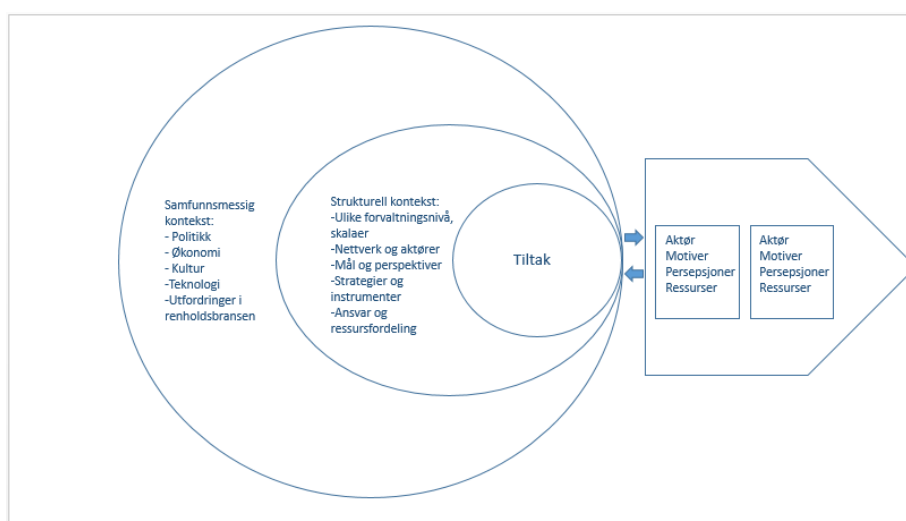 Samfunnsmessig
kontekst:
- Politikk
- Økonomi
- Kultur
-Teknologi
-Utfordringer i
renholdsbransen
Strukturell kontekst:
-Ulike forvaltningsnivå,
skalaer
-Nettverk og aktører
-Mål og perspektiver
-Strategier og
instrumenter
-Ansvar og
ressursfordeling
Tiltak
Aktør
Motiver
Persepsjoner
Ressurser
Aktør
Motiver
Persepsjoner
Ressurser